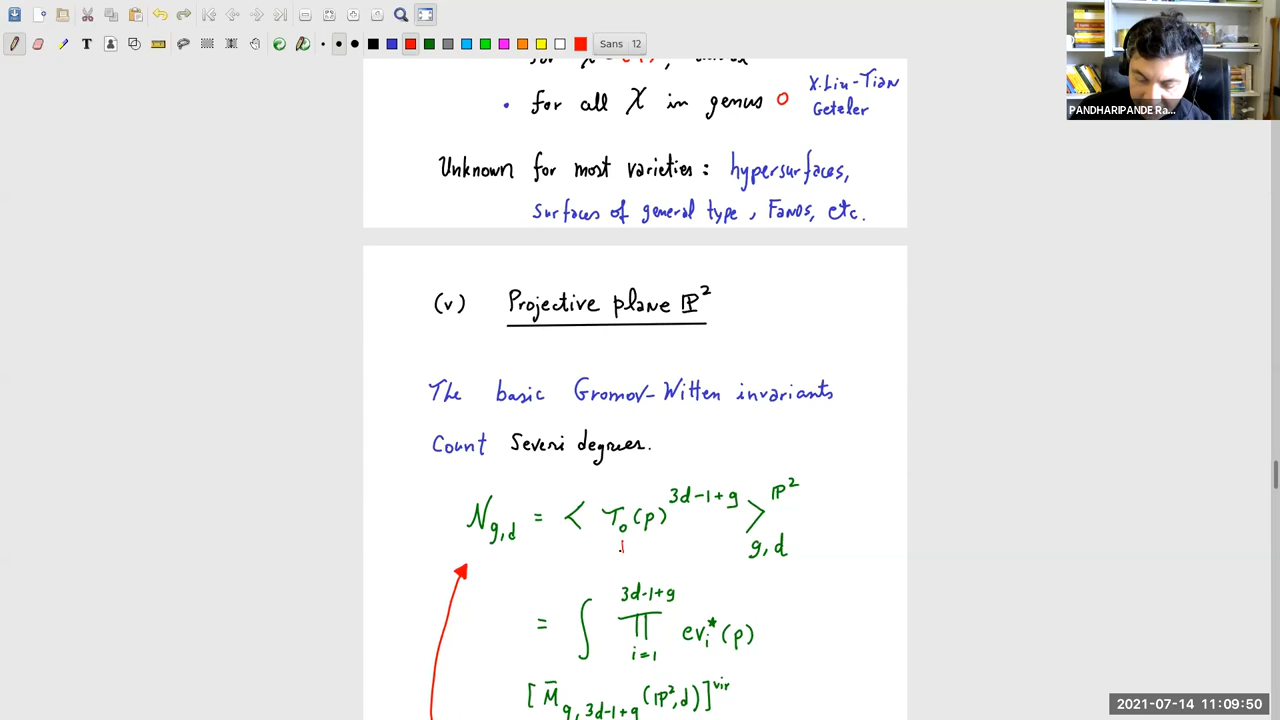 Sans 12
PANDHARIPANDE Ra...
• for all X in genus 0
X. Liu-Tian
Getzler
Unknown for most varieties : hypersurfaces,
surfaces of general type, Fanos, etc.
(v) Projective plane ℙ²
The basic Gromov-Witten invariants
Count Severi degrees.
N_{g,d} = < τ₀(p)^{3d-1+g} >^{ℙ²}_{g,d}
= ∫ ∏_{i=1}^{3d-1+g} ev_i^*(p)
[M̄_{g,3d-1+g}(ℙ²,d)]^{vir}
2021-07-14 11:09:50